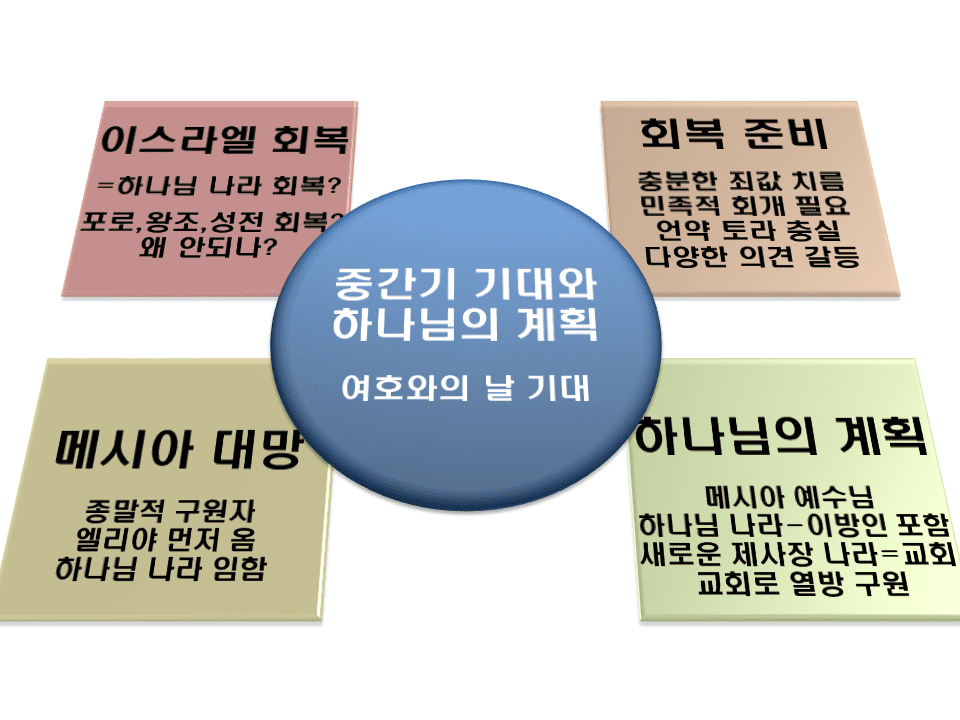 이스라엘 회복
=하나님 나라 회복?
포로,왕조,성전 회복?
왜 안되나?
회복 준비
충분한 죄값 치름
민족적 회개 필요
언약 토라 충실
다양한 의견 갈등
중간기 기대와
하나님의 계획
여호와의 날 기대
메시아 대망
종말적 구원자
엘리야 먼저 옴
하나님 나라 임함
하나님의 계획
메시아 예수님
하나님 나라-이방인 포함
새로운 제사장 나라=교회
교회로 열방 구원